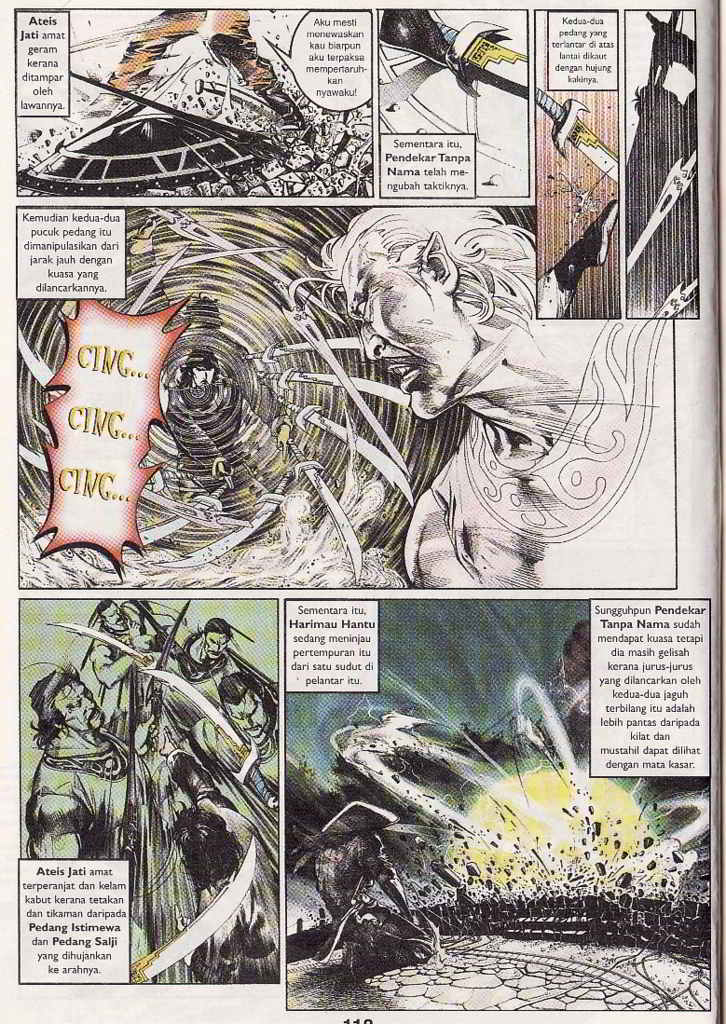 Ateis
Jati amat
geram
kerana
ditampar
oleh
lawannya.
Aku mesti
menewaskan
kau biarpun
aku terpaksa
mempertaruh-
kan
nyawaku!
Sementara itu,
Pendekar Tanpa
Nama telah me-
ngubah taktiknya.
Kedua-dua
pedang yang
terlantar di atas
lantai dikaut
dengan hujung
kakinya.
Kemudian kedua-dua
pucuk pedang itu
dimanipulasikan dari
jarak jauh dengan
kuasa yang
dilancarkannya.
CING...
CING...
CING...
Ateis Jati amat
terperanjat dan kelam
kabut kerana tetakan
dan tikaman daripada
Pedang Istimewa
dan Pedang Salji
yang dihujankan
ke arahnya.
Sementara itu,
Harimau Hantu
sedang meninjau
pertempuran itu
dari satu sudut di
pelantar itu.
Sungguhpun Pendekar
Tanpa Nama sudah
mendapat kuasa tetapi
dia masih gelisah
kerana jurus-jurus
yang dilancarkan oleh
kedua-dua jaguh
terbilang itu adalah
lebih pantas daripada
kilat dan
mustahil dapat dilihat
dengan mata kasar.